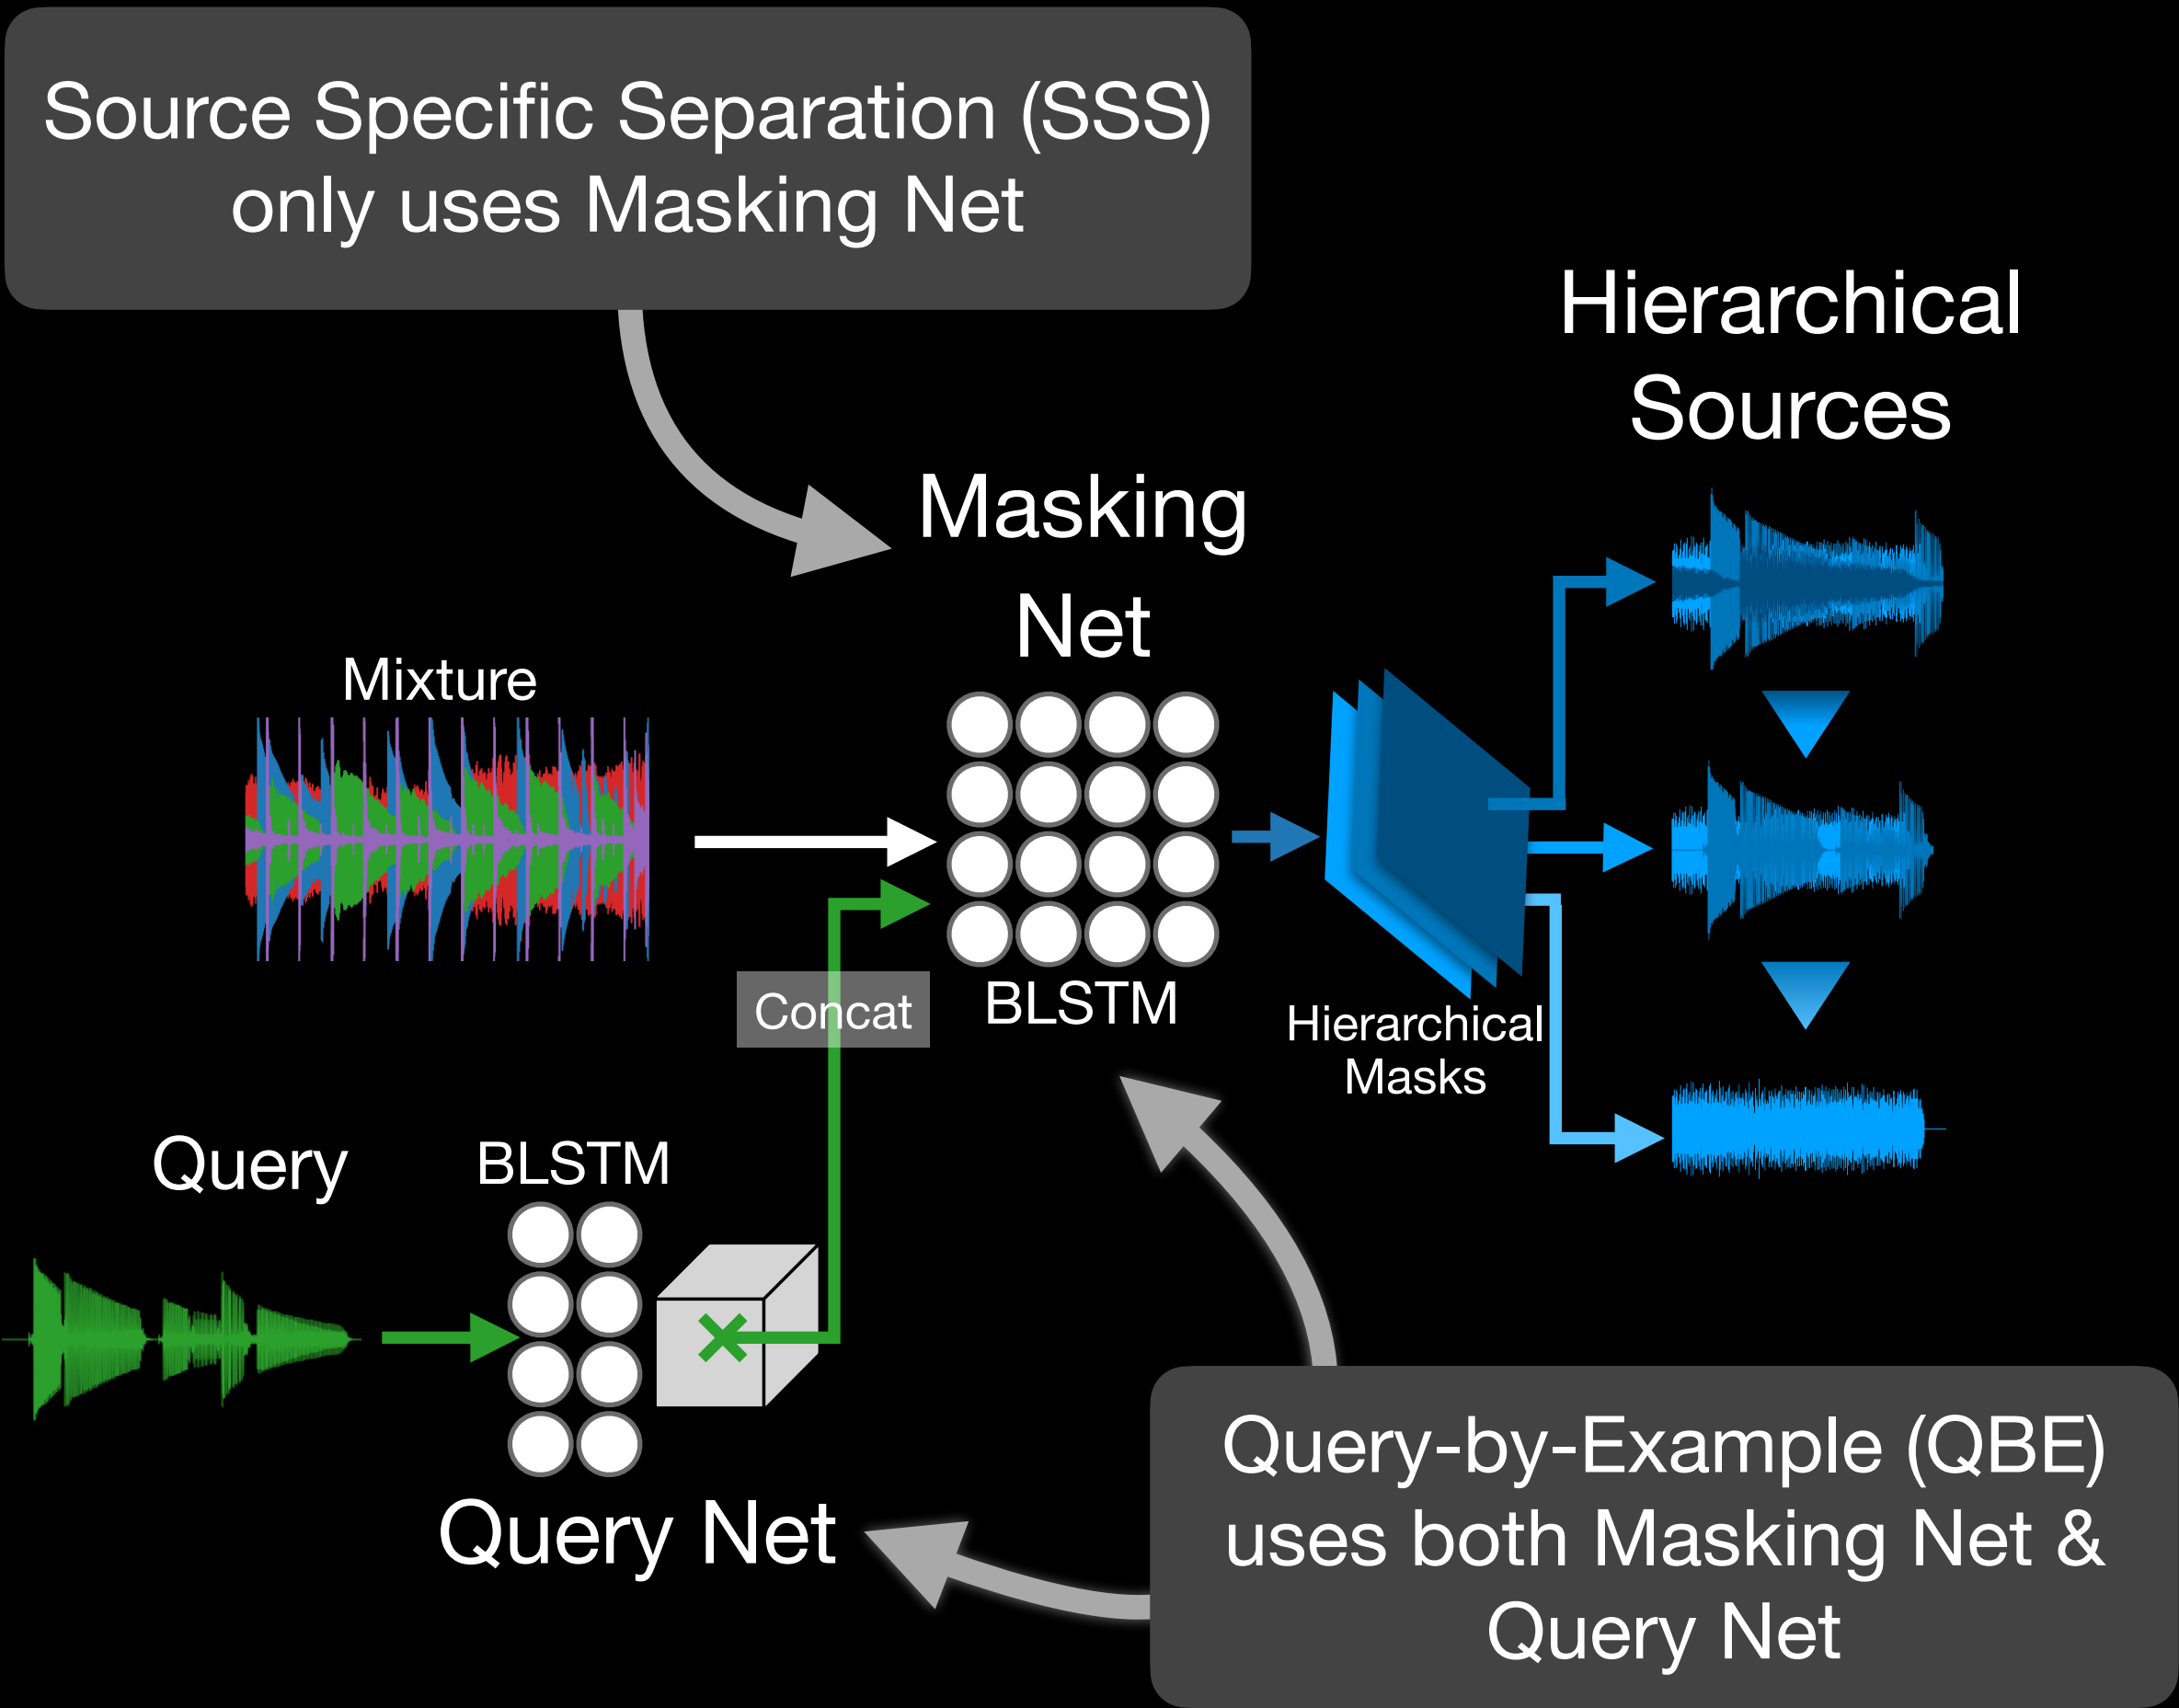 Source Specific Separation (SSS)
only uses Masking Net
Hierarchical
Sources
Masking
Net
Mixture
BLSTM
Concat
Hierarchical
Masks
Query
BLSTM
Query Net
Query-by-Example (QBE)
uses both Masking Net &
Query Net